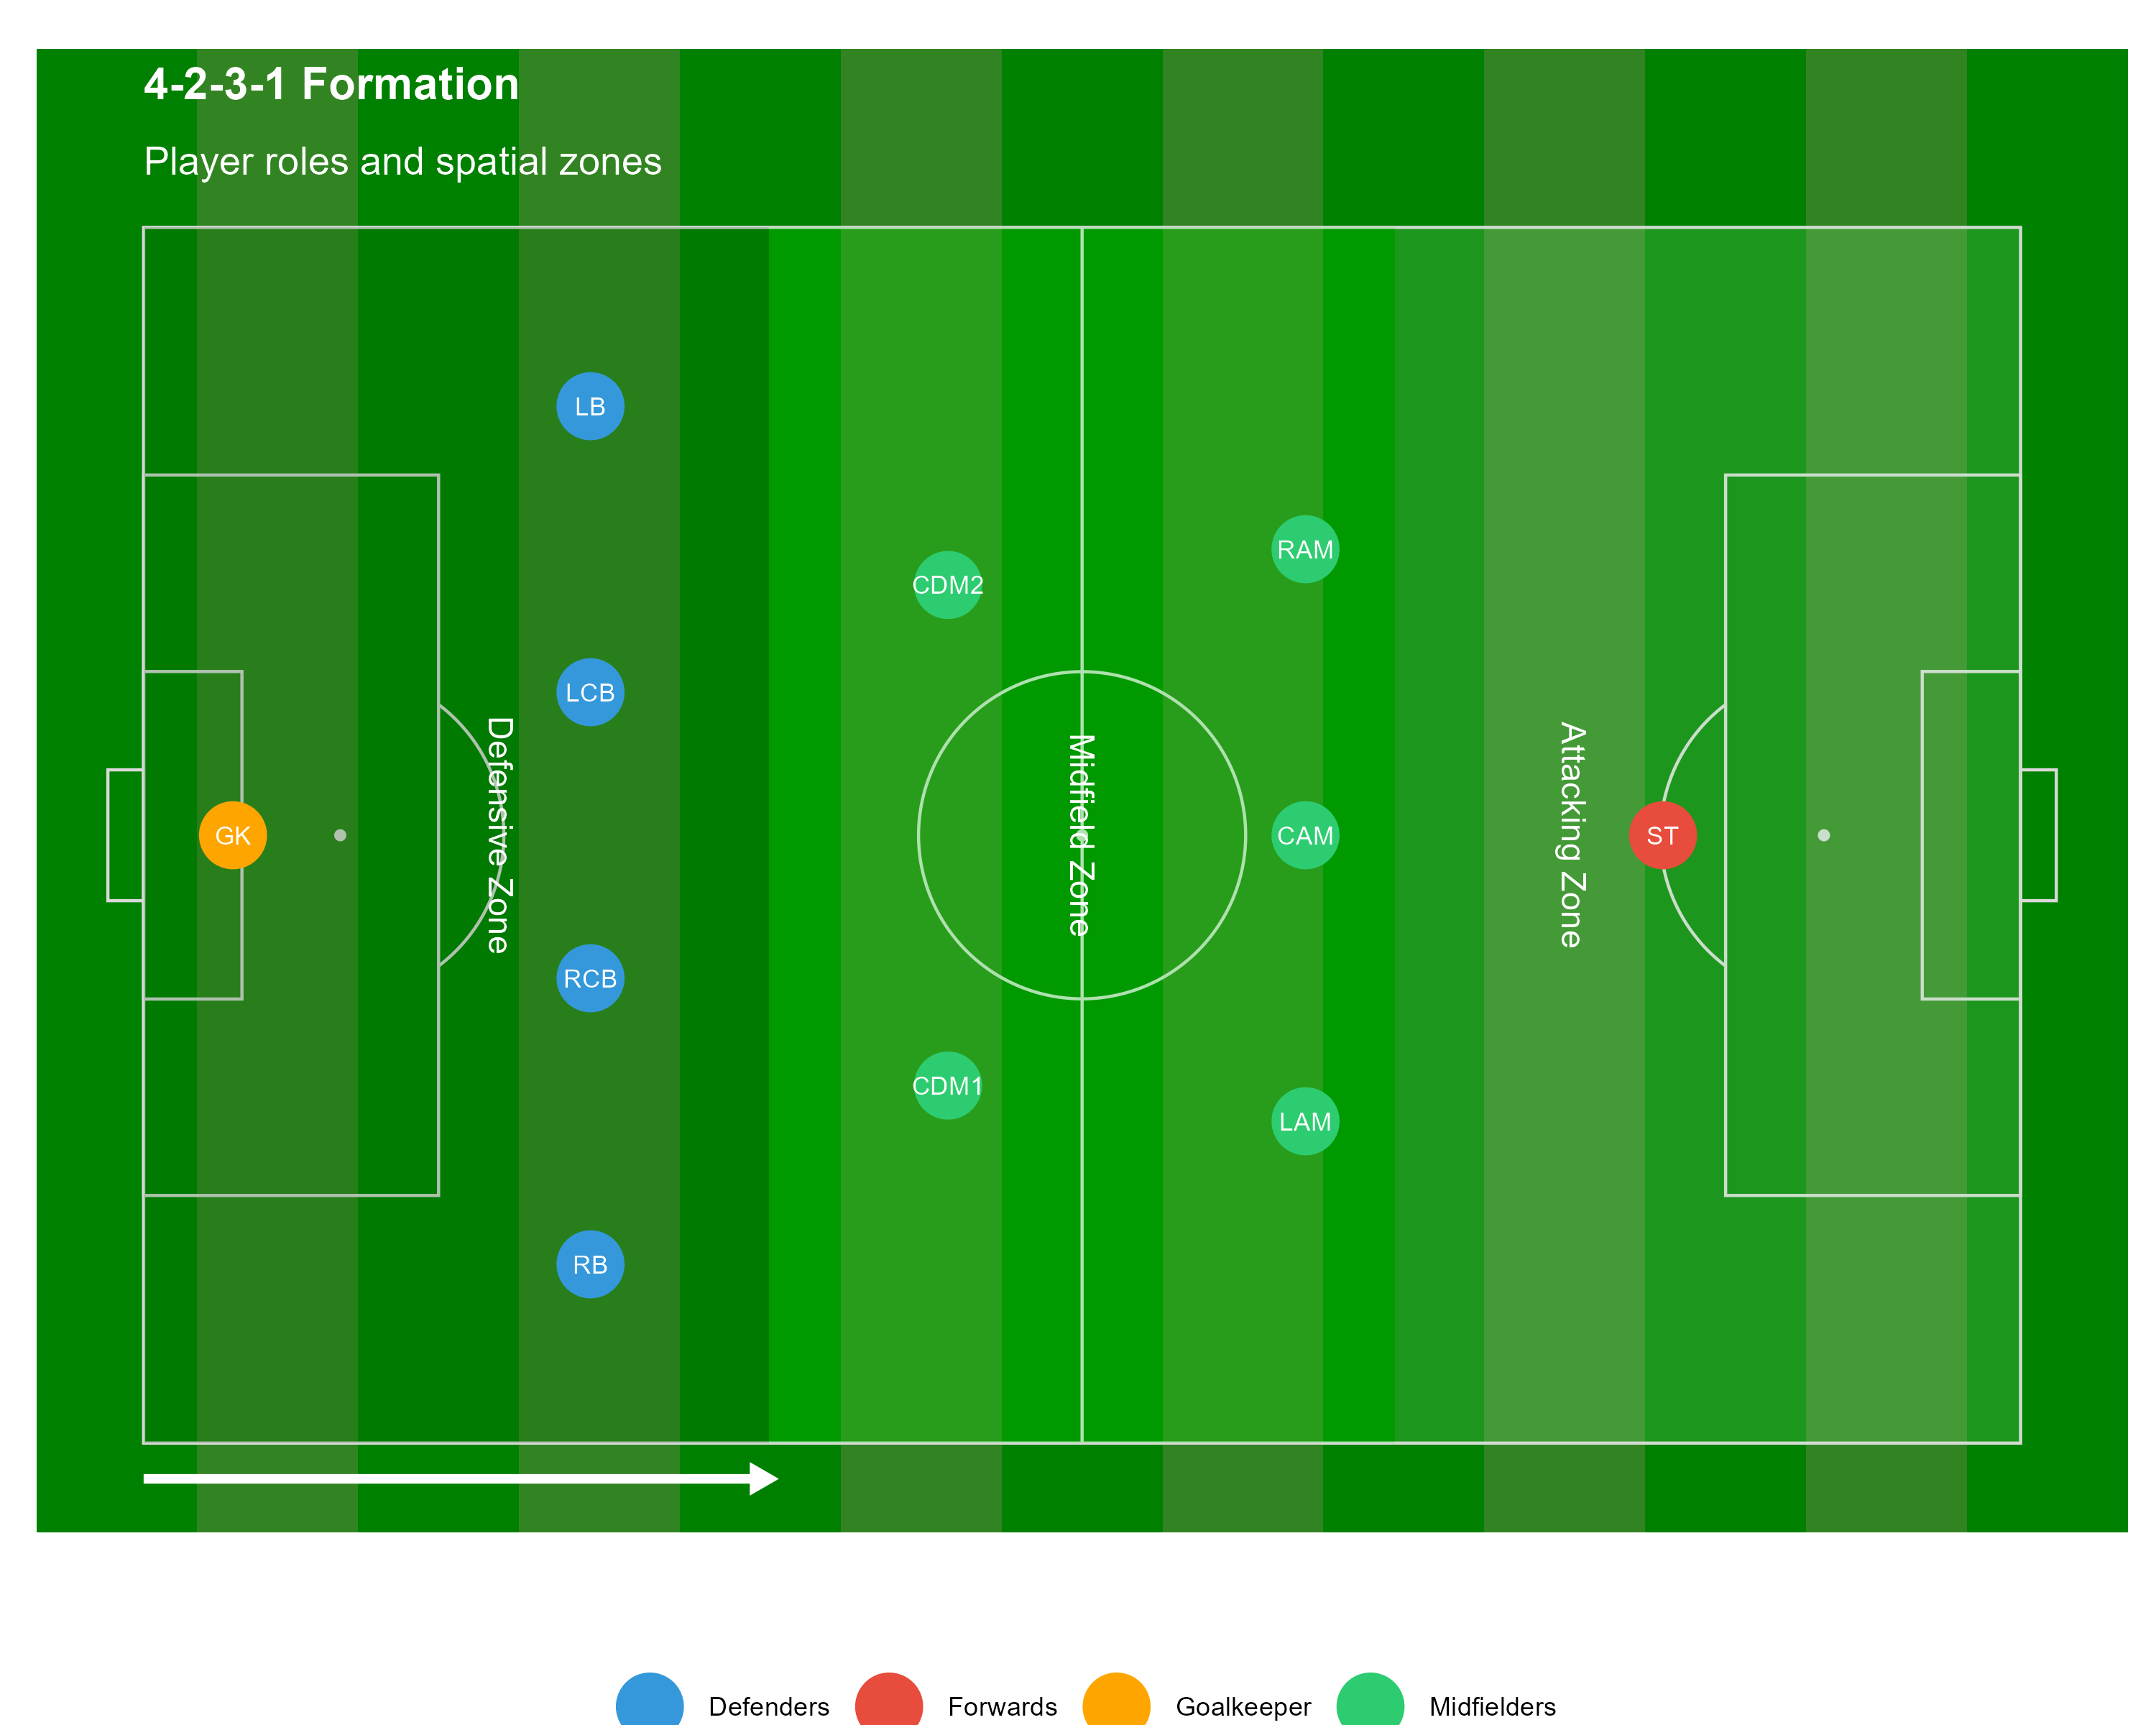 4-2-3-1 Formation
Player roles and spatial zones
LB
RAM
CDM2
LCB
Defensive Zone
Midfield Zone
Attacking Zone
GK
CAM
ST
RCB
CDM1
LAM
RB
Defenders
Forwards
Goalkeeper
Midfielders